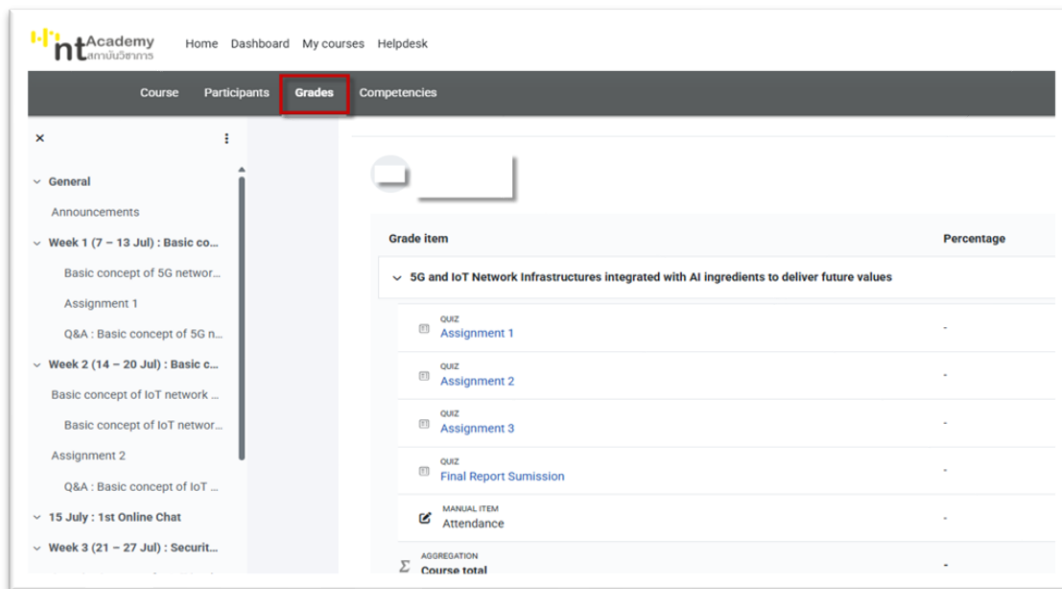 nt Academy
สถาบันวิชาการ
Home Dashboard My courses Helpdesk
Course Participants Grades Competencies
General
Announcements
Week 1 (7 – 13 Jul) : Basic co...
Basic concept of 5G networ...
Assignment 1
Q&A : Basic concept of 5G n...
Week 2 (14 – 20 Jul) : Basic c...
Basic concept of IoT network ...
Basic concept of IoT networ...
Assignment 2
Q&A : Basic concept of IoT ...
15 July : 1st Online Chat
Week 3 (21 – 27 Jul) : Securit...
Grade item Percentage
5G and IoT Network Infrastructures integrated with AI ingredients to deliver future values
QUIZ
Assignment 1 -
QUIZ
Assignment 2 -
QUIZ
Assignment 3 -
QUIZ
Final Report Sumission -
MANUAL ITEM
Attendance -
AGGREGATION
Course total -